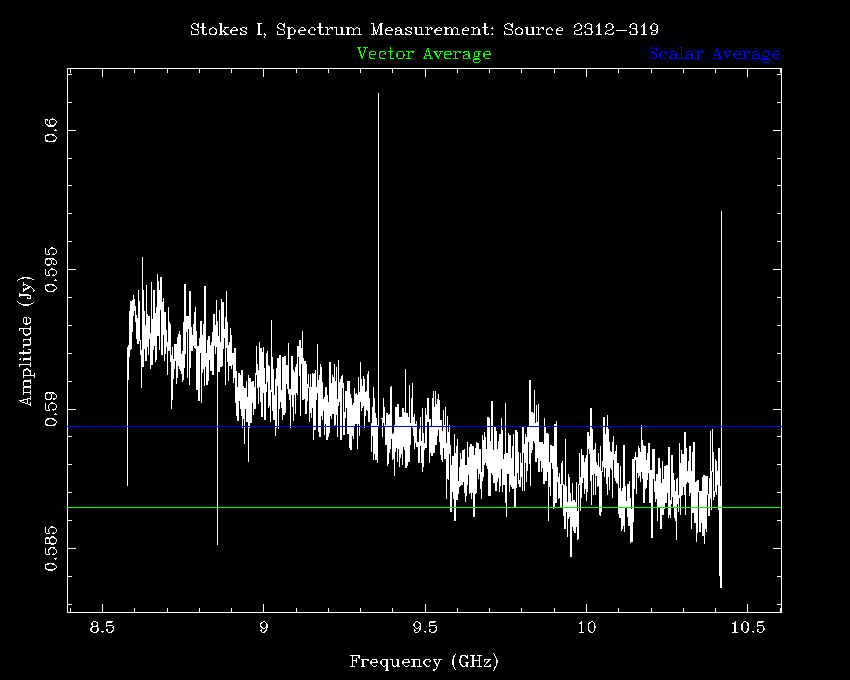 Stokes I, Spectrum Measurement: Source 2312-319
Vector Average Scalar Average
0.6
0.595
0.59
0.585
Amplitude (Jy)
8.5 9 9.5 10 10.5
Frequency (GHz)